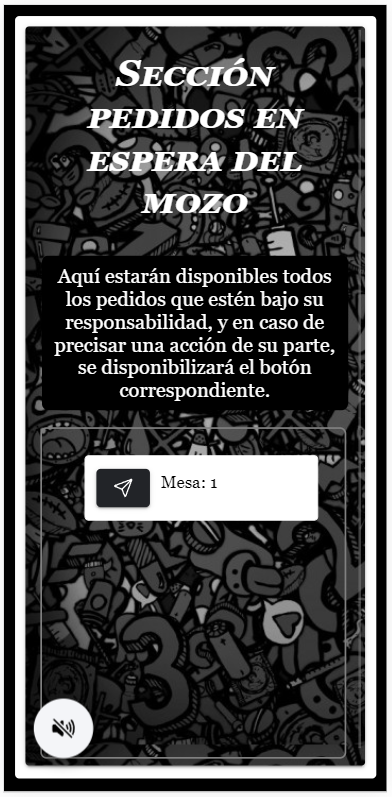 Sección
pedidos en
espera del
mozo
Aquí estarán disponibles todos
los pedidos que estén bajo su
responsabilidad, y en caso de
precisar una acción de su parte,
se disponibilizará el botón
correspondiente.
Mesa: 1